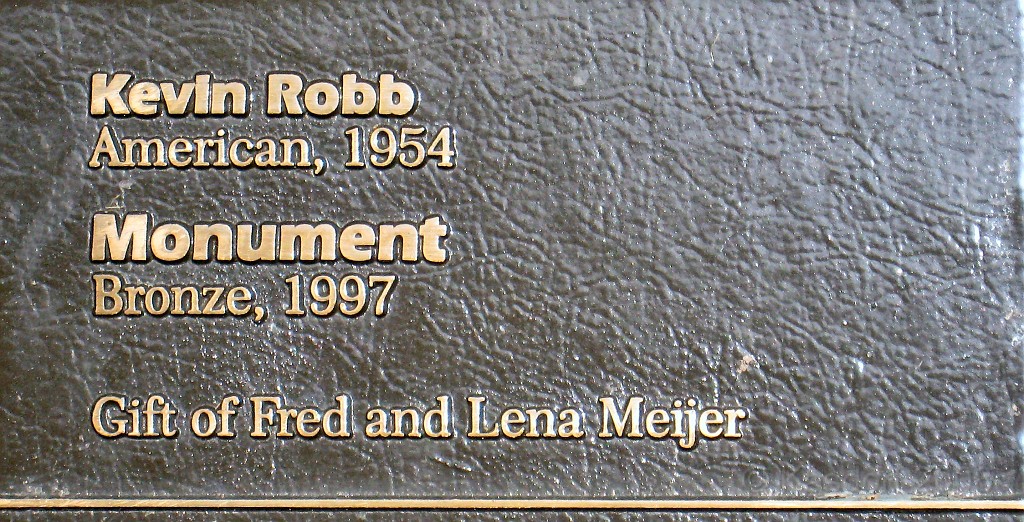 Kevin Robb
American, 1954
Monument
Bronze, 1997
Gift of Fred and Lena Meijer